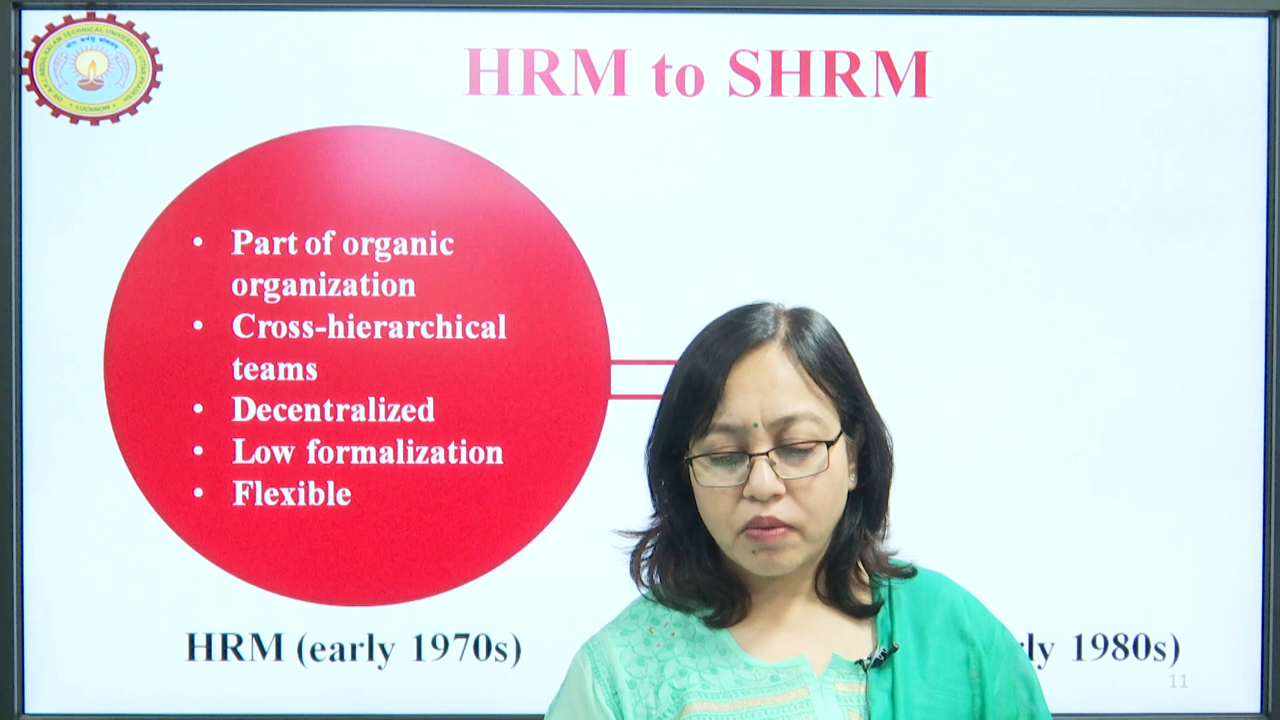 HRM to SHRM
• Part of organic
organization
• Cross-hierarchical
teams
• Decentralized
• Low formalization
• Flexible
HRM (early 1970s)
1980s)
11
LUCKNOW